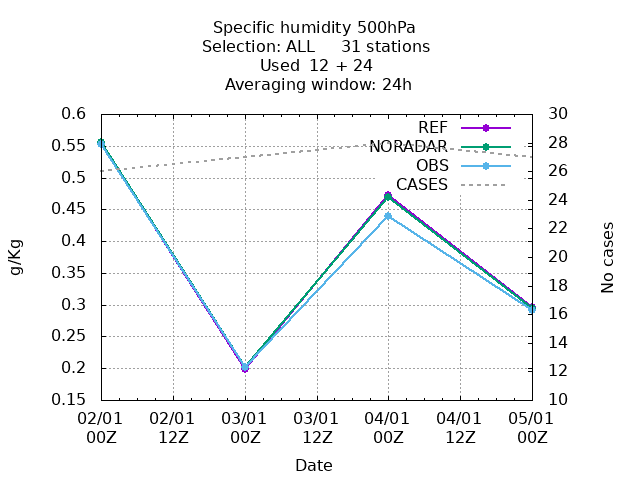 Specific humidity 500hPa
Selection: ALL     31 stations
Used  12 + 24
Averaging window: 24h
0.6
0.55
0.5
0.45
0.4
0.35
0.3
0.25
0.2
0.15
30
28
26
24
22
20
18
16
14
12
10
REF
NORADAR
OBS
CASES
g/Kg
No cases
02/01 02/01 03/01 03/01 04/01 04/01 05/01
00Z 12Z 00Z 12Z 00Z 12Z 00Z
Date